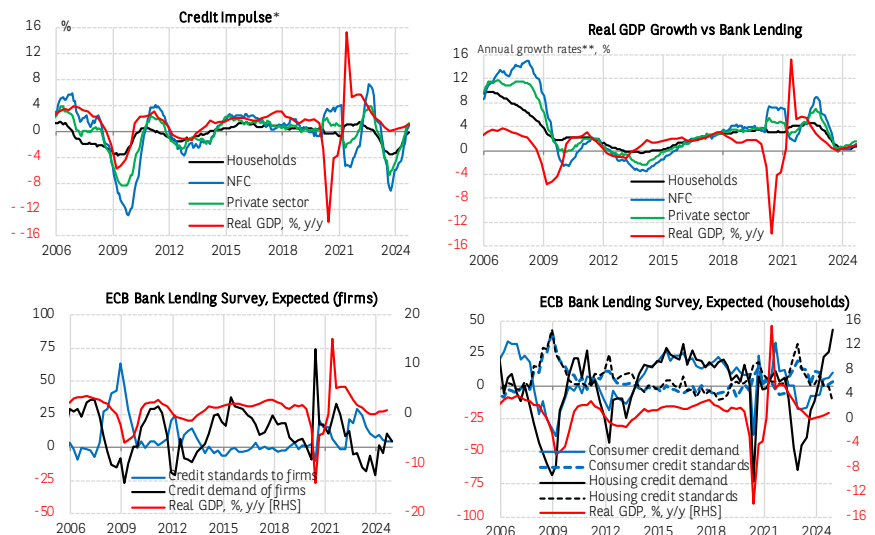 Credit Impulse*
%
16
12
8
4
0
-4
-8
--12
--16
Households
NFC
Private sector
Real GDP, %, y/y
2006 2009 2012 2015 2018 2021 2024
Real GDP Growth vs Bank Lending
Annual growth rates**, %
16
12
8
4
0
-4
-8
-12
-16
Households
NFC
Private sector
Real GDP, %, y/y
2006 2009 2012 2015 2018 2021 2024
ECB Bank Lending Survey, Expected (firms)
100 20
75
50 10
25 0
0
-25 -10
-50 -20
Credit standards to firms
Credit demand of firms
Real GDP, %, y/y [RHS]
2006 2009 2012 2015 2018 2021 2024
ECB Bank Lending Survey, Expected (households)
50 16
25 12
8
0 4
-25 0
-50 -4
-8
-75 -12
-100 -16
Consumer credit demand
Consumer credit standards
Housing credit demand
Housing credit standards
Real GDP, %, y/y [RHS]
2006 2009 2012 2015 2018 2021 2024